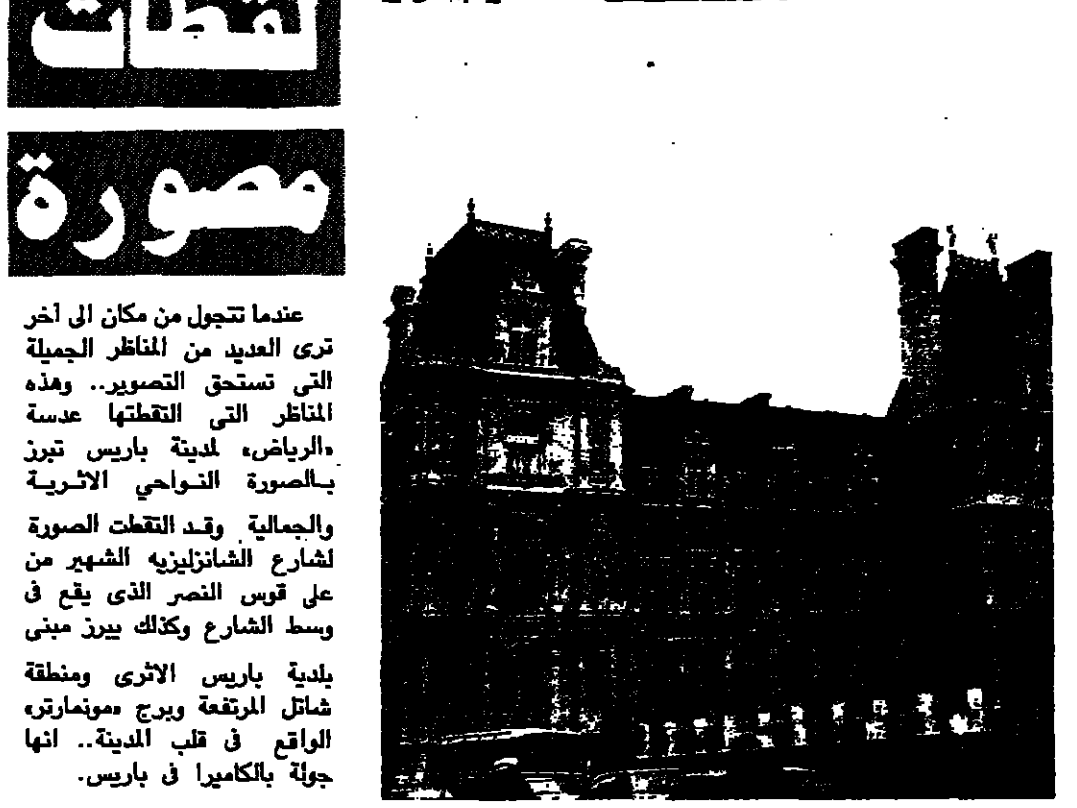 لقطات
مصورة
عندما تتجول من مكان الى آخر
ترى العديد من المناظر الجميلة
التى تستحق التصوير.. وهذه
المناظر التى التقطتها عدسة
«الرياض» لمدينة باريس تبرز
بالصورة النواحي الاثرية
والجمالية وقد التقطت الصورة
لشارع الشانزليزيه الشهير من
على قوس النصر الذى يقع فى
وسط الشارع وكذلك يبرز مبنى
بلدية باريس الاثرى ومنطقة
شاتل المرتفعة وبرج «مونمارتر»
الواقع فى قلب المدينة.. انها
جولة بالكاميرا فى باريس.